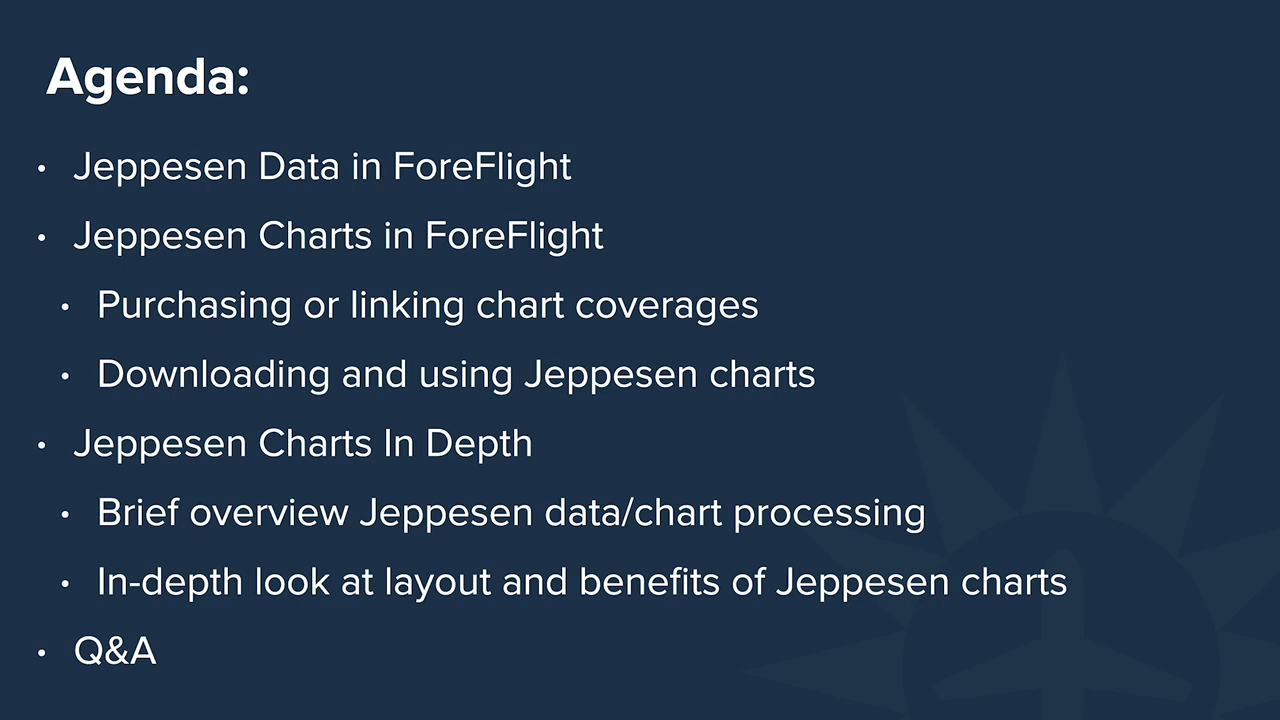 Agenda:
• Jeppesen Data in ForeFlight
• Jeppesen Charts in ForeFlight
• Purchasing or linking chart coverages
• Downloading and using Jeppesen charts
• Jeppesen Charts In Depth
• Brief overview Jeppesen data/chart processing
• In-depth look at layout and benefits of Jeppesen charts
• Q&A